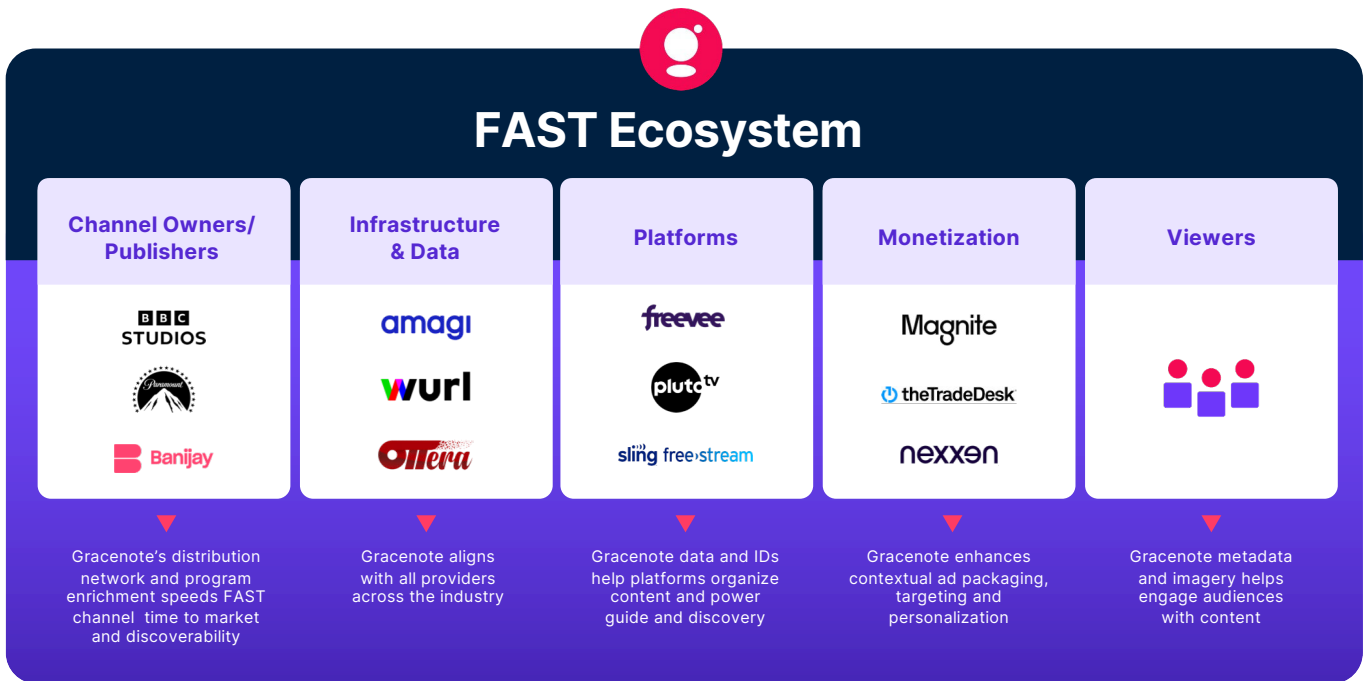 FAST Ecosystem
Channel Owners/
Publishers
BBC
STUDIOS
Paramount
Banijay
Gracenote’s distribution
network and program
enrichment speeds FAST
channel time to market
and discoverability
Infrastructure
& Data
amagi
wurl
OTTera
Gracenote aligns
with all providers
across the industry
Platforms
freevee
pluto tv
sling free stream
Gracenote data and IDs
help platforms organize
content and power
guide and discovery
Monetization
Magnite
theTradeDesk
nexxen
Gracenote enhances
contextual ad packaging,
targeting and
personalization
Viewers
Gracenote metadata
and imagery helps
engage audiences
with content